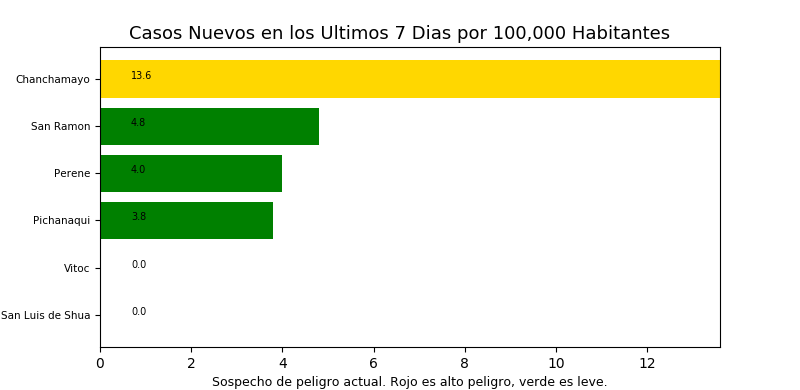 Casos Nuevos en los Ultimos 7 Dias por 100,000 Habitantes
Chanchamayo 13.6
San Ramon 4.8
Perene 4.0
Pichanaqui 3.8
Vitoc 0.0
San Luis de Shua 0.0
0 2 4 6 8 10 12
Sospecho de peligro actual. Rojo es alto peligro, verde es leve.